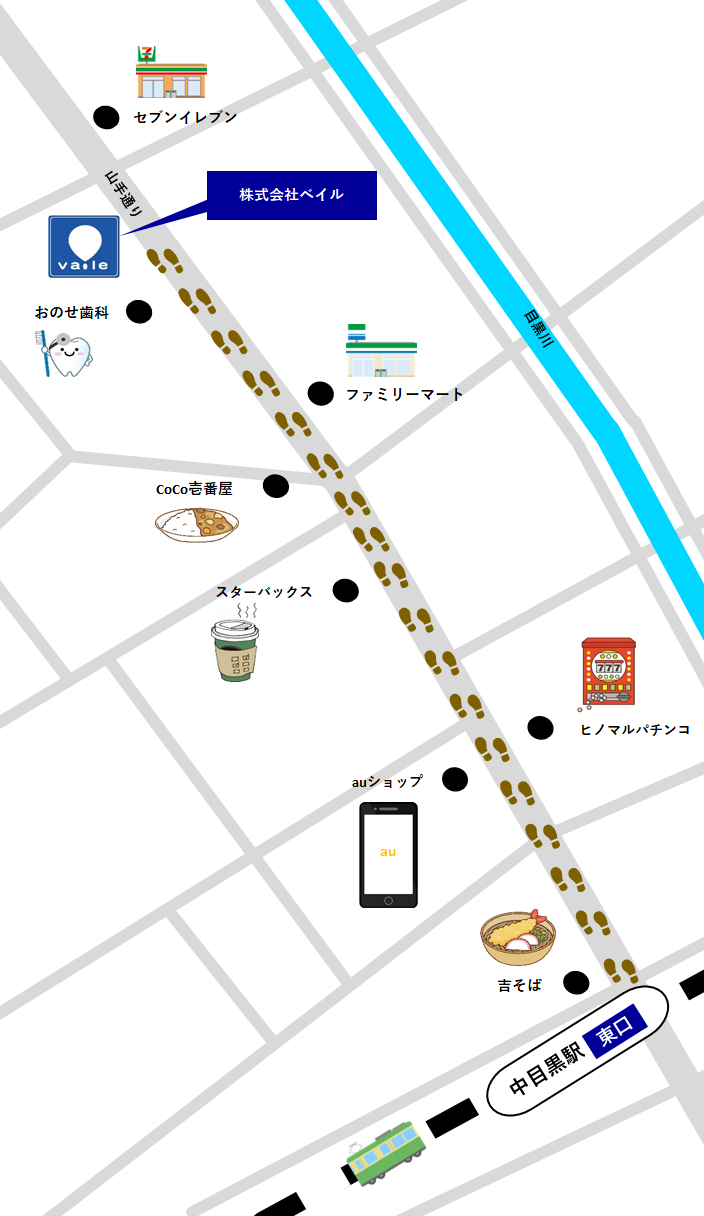 7
セブンイレブン
山手通り
株式会社ベイル
vaile
おのせ歯科
目黒川
ファミリーマート
CoCo壱番屋
スターバックス
777
ヒノマルパチンコ
auショップ
au
吉そば
中目黒駅 東口